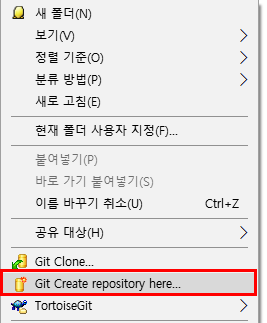 새 폴더(N)
보기(V)
정렬 기준(O)
분류 방법(P)
새로 고침(E)
현재 폴더 사용자 지정(F)...
붙여넣기(P)
바로 가기 붙여넣기(S)
이름 바꾸기 취소(U) Ctrl+Z
공유 대상(H)
Git Clone...
Git Create repository here...
TortoiseGit